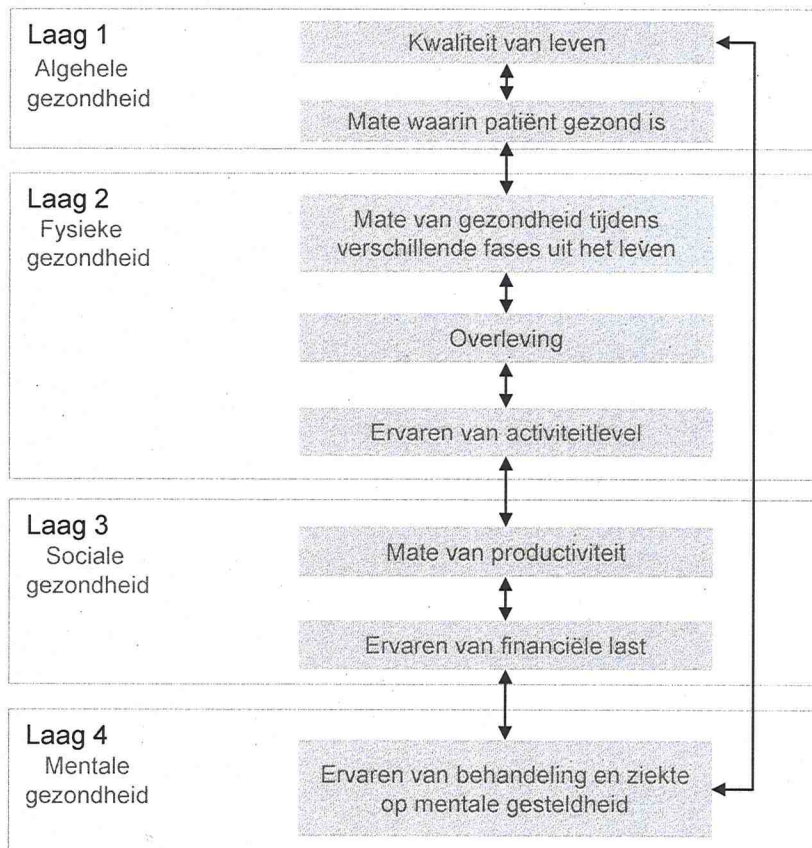 Laag 1
Algehele
gezondheid
Kwaliteit van leven
Mate waarin patiënt gezond is
Laag 2
Fysieke
gezondheid
Mate van gezondheid tijdens
verschillende fases uit het leven
Overleving
Ervaren van activiteitlevel
Laag 3
Sociale
gezondheid
Mate van productiviteit
Ervaren van financiële last
Laag 4
Mentale
gezondheid
Ervaren van behandeling en ziekte
op mentale gesteldheid